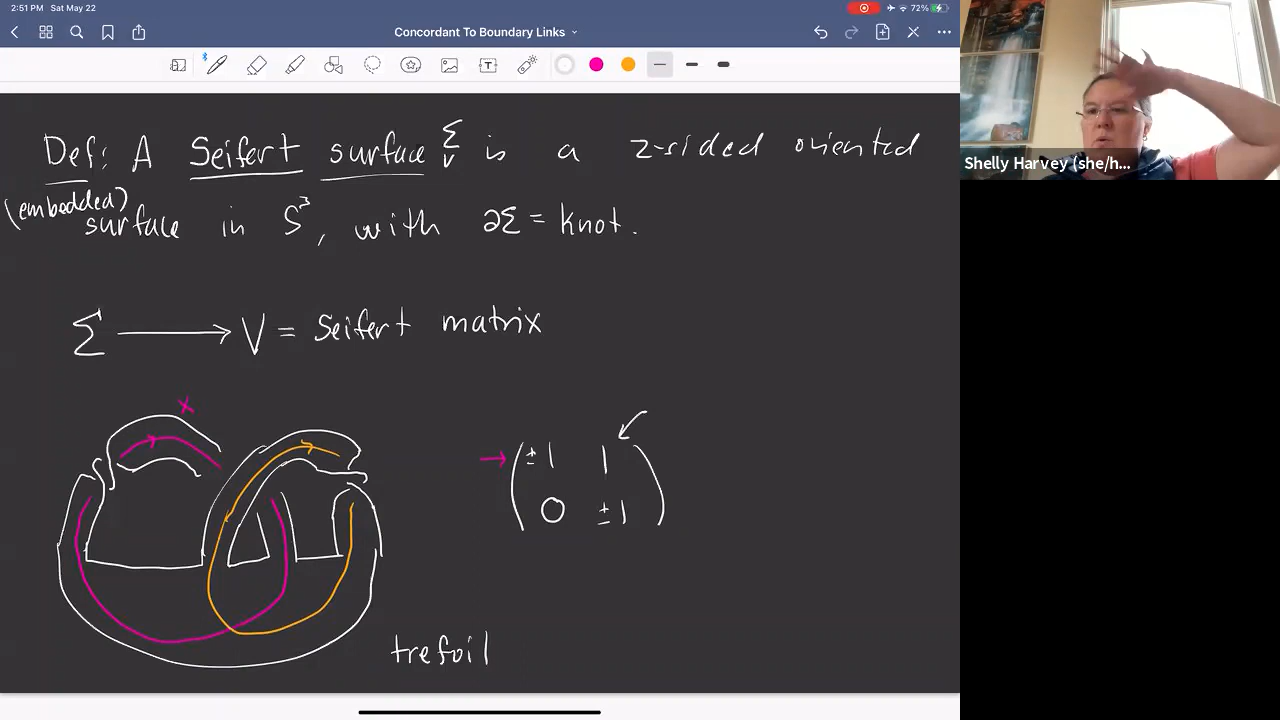 2:51 PM Sat May 22
72%
Concordant To Boundary Links
T
Def: A Seifert surface Σ is a 2-sided oriented
(embedded)
surface in S³, with ∂Σ = knot.
Σ → V = Seifert matrix
x
→ ±1 1
0 ±1
trefoil
Shelly Harvey (she/h...